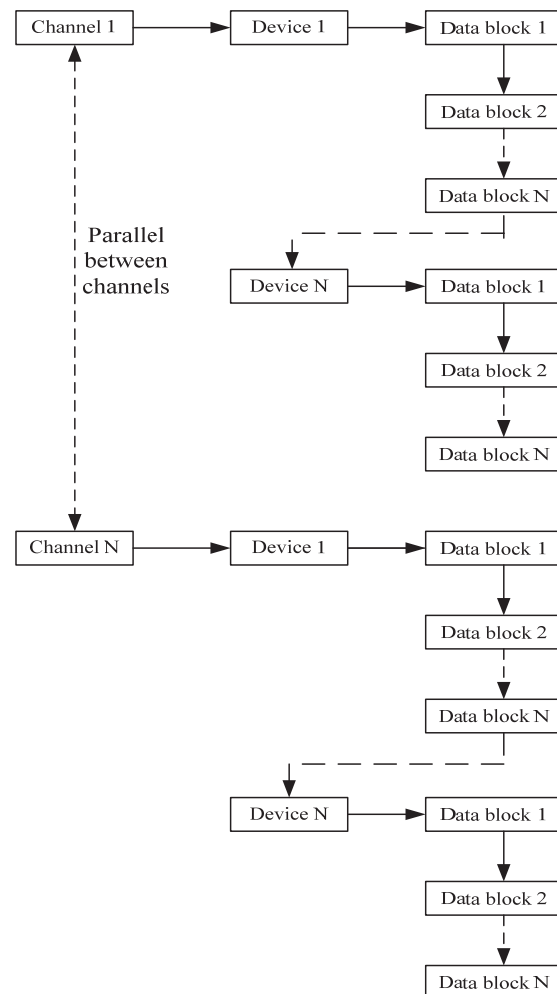 Channel 1
Device 1
Data block 1
Data block 2
Data block N
Parallel
between
channels
Device N
Data block 1
Data block 2
Data block N
Channel N
Device 1
Data block 1
Data block 2
Data block N
Device N
Data block 1
Data block 2
Data block N